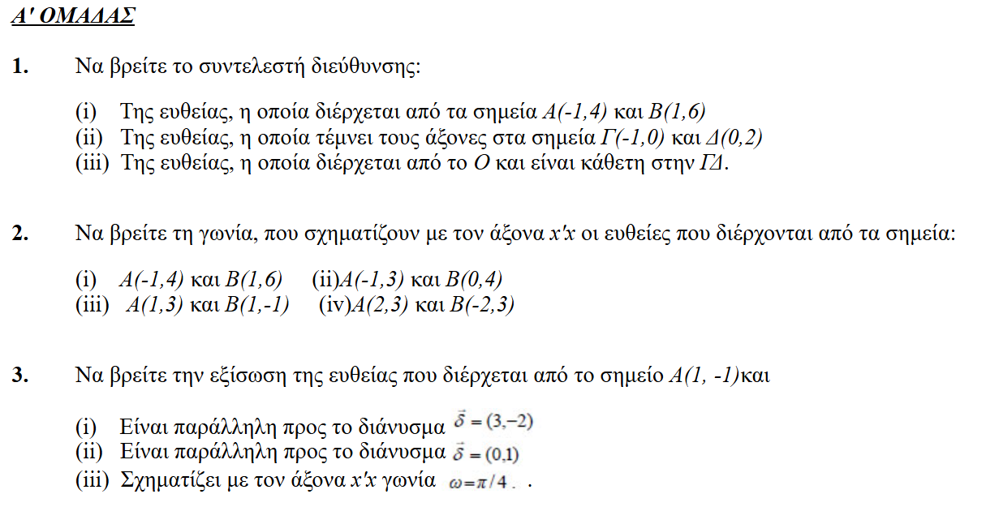 Α' ΟΜΑΔΑΣ
1. Να βρείτε το συντελεστή διεύθυνσης:
(i) Της ευθείας, η οποία διέρχεται από τα σημεία Α(-1,4) και Β(1,6)
(ii) Της ευθείας, η οποία τέμνει τους άξονες στα σημεία Γ(-1,0) και Δ(0,2)
(iii) Της ευθείας, η οποία διέρχεται από το Ο και είναι κάθετη στην ΓΔ.
2. Να βρείτε τη γωνία, που σχηματίζουν με τον άξονα x'x οι ευθείες που διέρχονται από τα σημεία:
(i) Α(-1,4) και Β(1,6) (ii)Α(-1,3) και Β(0,4)
(iii) Α(1,3) και Β(1,-1) (iv)Α(2,3) και Β(-2,3)
3. Να βρείτε την εξίσωση της ευθείας που διέρχεται από το σημείο Α(1, -1)και
(i) Είναι παράλληλη προς το διάνυσμα δ⃗ = (3,−2)
(ii) Είναι παράλληλη προς το διάνυσμα δ⃗ = (0,1)
(iii) Σχηματίζει με τον άξονα x'x γωνία ω=π/4 . .